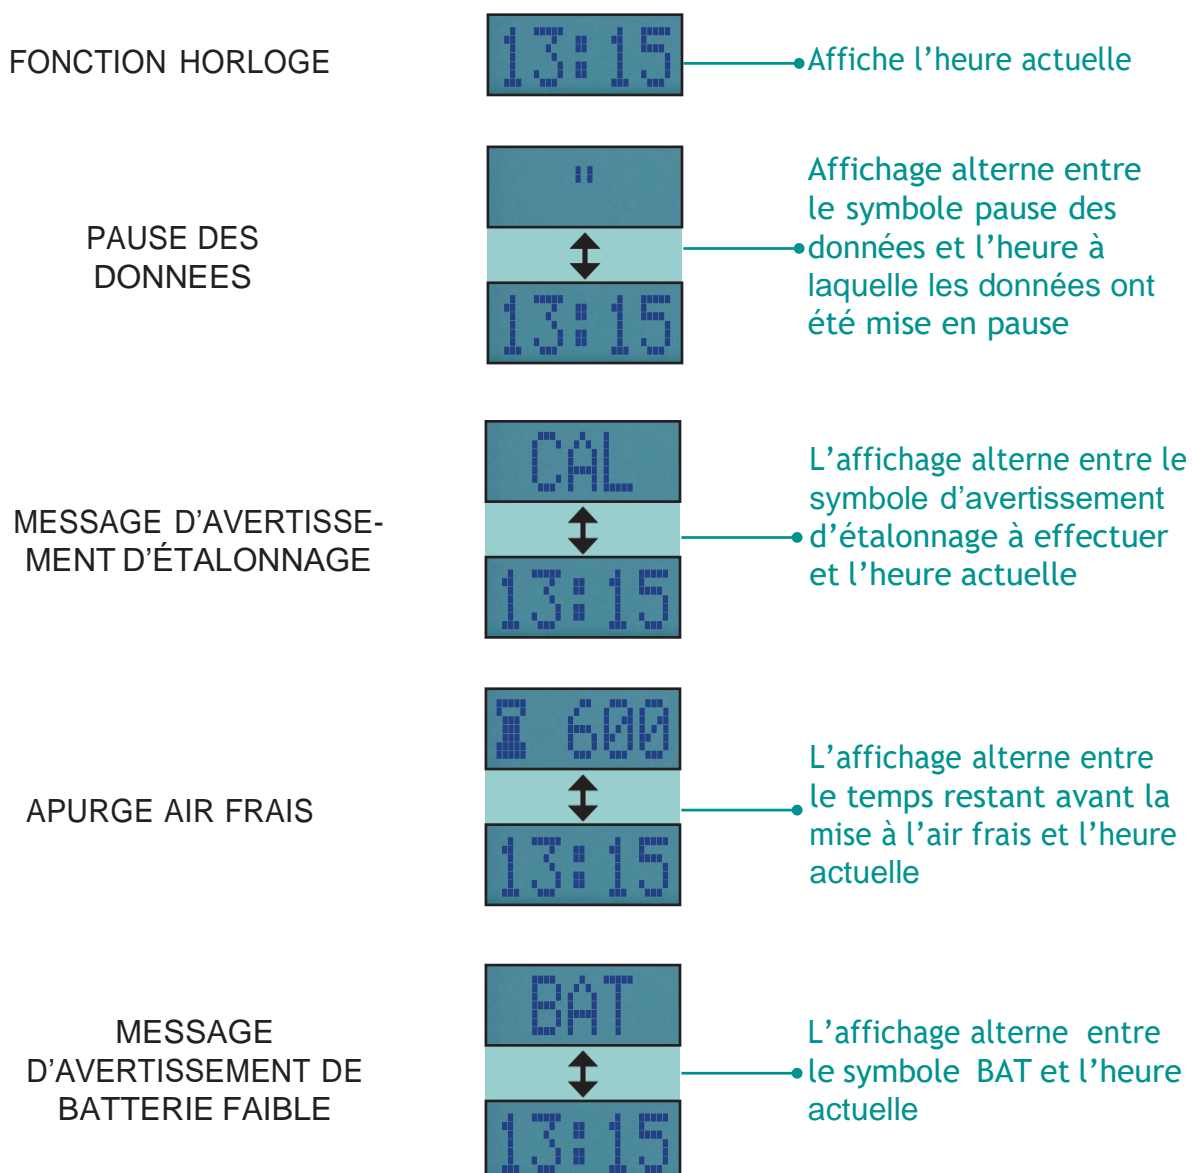 FONCTION HORLOGE
13:15
Affiche l’heure actuelle
PAUSE DES
DONNEES
"
13:15
Affichage alterne entre
le symbole pause des
données et l’heure à
laquelle les données ont
été mise en pause
MESSAGE D’AVERTISSE-
MENT D’ÉTALONNAGE
CAL
13:15
L’affichage alterne entre le
symbole d’avertissement
d’étalonnage à effectuer
et l’heure actuelle
APURGE AIR FRAIS
600
13:15
L’affichage alterne entre
le temps restant avant la
mise à l’air frais et l’heure
actuelle
MESSAGE
D’AVERTISSEMENT DE
BATTERIE FAIBLE
BAT
13:15
L’affichage alterne entre
le symbole BAT et l’heure
actuelle